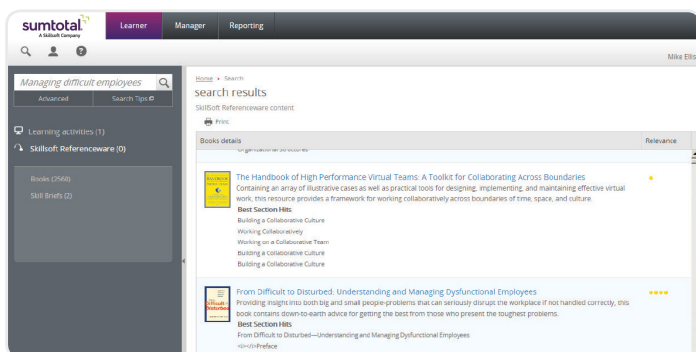 sumtotal.
A Skillsoft Company
Learner
Manager
Reporting
Mike Ellis
Managing difficult employees
Advanced
Search Tips
Learning activities (1)
Skillsoft Referenceware (0)
Books (2560)
Skill Briefs (2)
Home › Search
search results
SkillSoft Referenceware content
Print
Books details
Relevance
Organizational Structures
The Handbook of High Performance Virtual Teams: A Toolkit for Collaborating Across Boundaries
Containing an array of illustrative cases as well as practical tools for designing, implementing, and maintaining effective virtual
work, this resource provides a framework for working collaboratively across boundaries of time, space, and culture.
Best Section Hits
Building a Collaborative Culture
Working Collaboratively
Working on a Collaborative Team
Building a Collaborative Culture
Building a Collaborative Culture
From Difficult to Disturbed: Understanding and Managing Dysfunctional Employees
Providing insight into both big and small people-problems that can seriously disrupt the workplace if not handled correctly, this
book contains down-to-earth advice for getting the best from those who present the toughest problems.
Best Section Hits
From Difficult to Disturbed—Understanding and Managing Dysfunctional Employees
<i></i>Preface